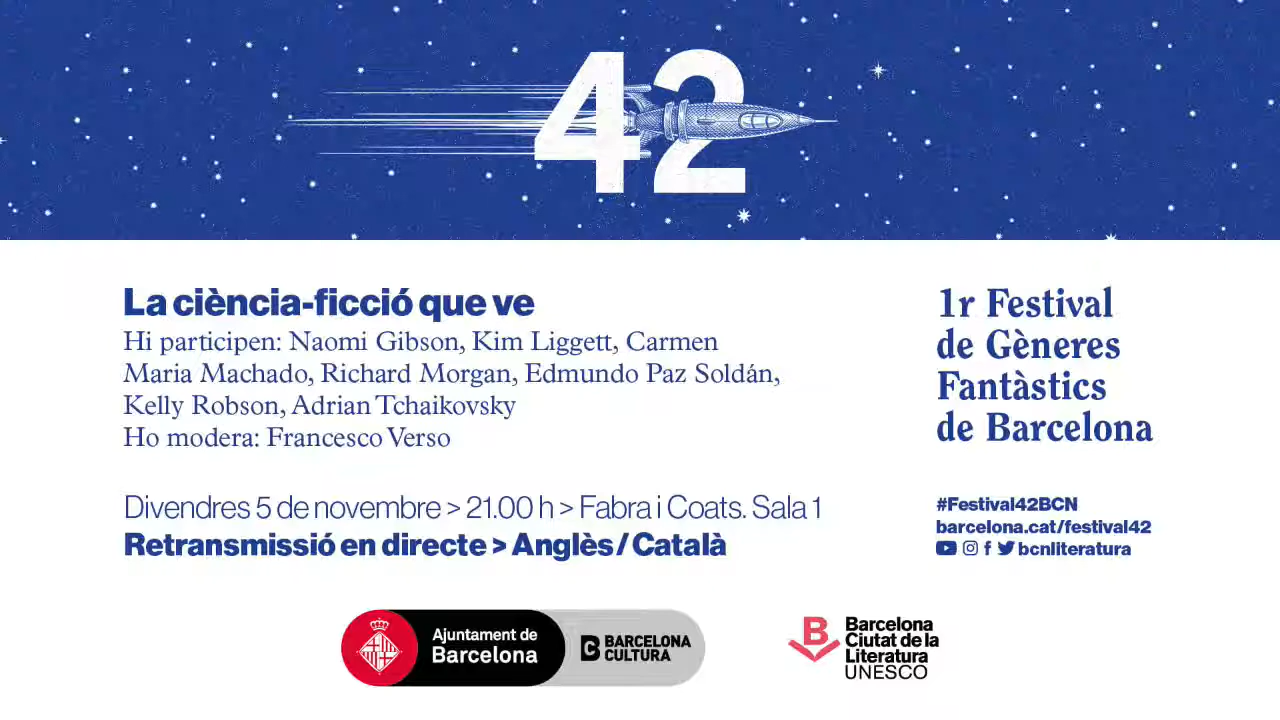 42
La ciència-ficció que ve
Hi participen: Naomi Gibson, Kim Liggett, Carmen
Maria Machado, Richard Morgan, Edmundo Paz Soldán,
Kelly Robson, Adrian Tchaikovsky
Ho modera: Francesco Verso
Divendres 5 de novembre > 21.00 h > Fabra i Coats. Sala 1
Retransmissió en directe > Anglès / Català
1r Festival
de Gèneres
Fantàstics
de Barcelona
#Festival42BCN
barcelona.cat/festival42
bcnliteratura
Ajuntament de
Barcelona
B BARCELONA
CULTURA
B
Barcelona
Ciutat de la
Literatura
UNESCO